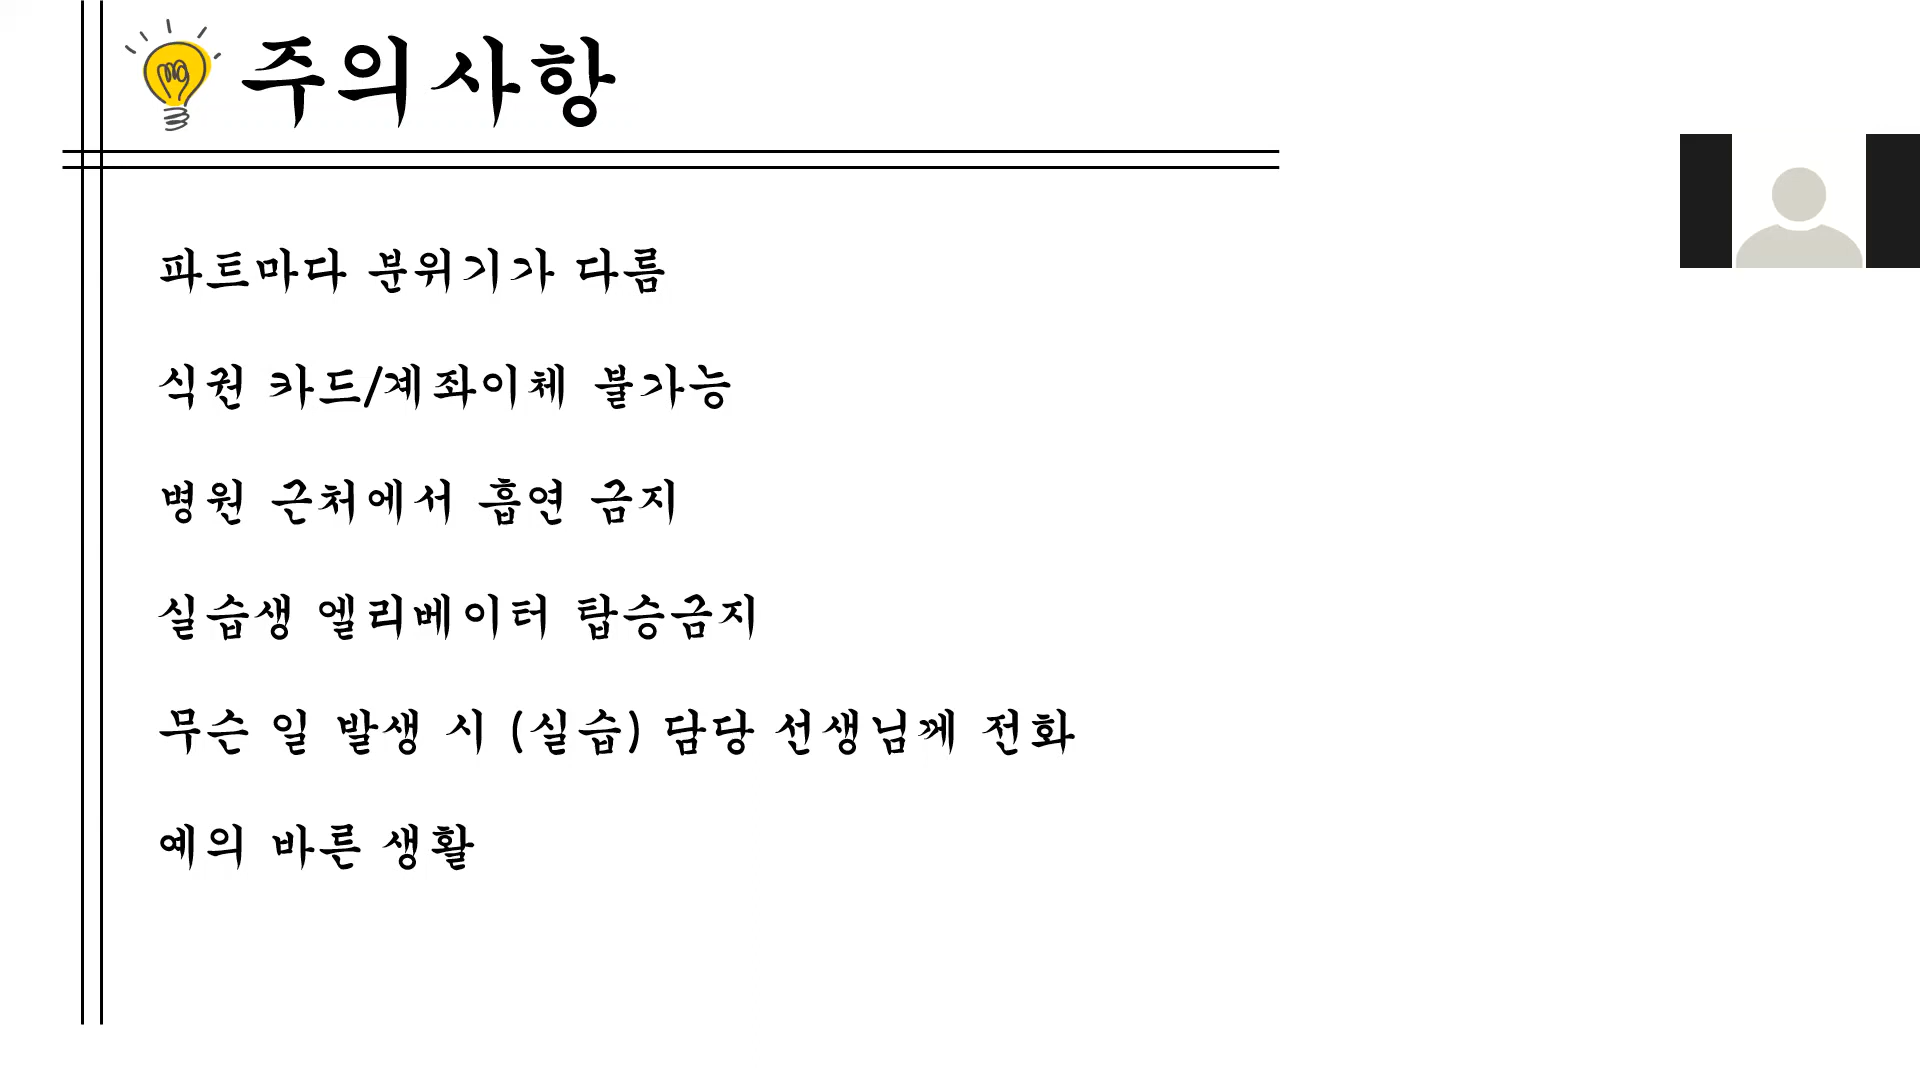 주의사항
파트마다 분위기가 다름
식권 카드/계좌이체 불가능
병원 근처에서 흡연 금지
실습생 엘리베이터 탑승금지
무슨 일 발생 시 (실습) 담당 선생님께 전화
예의 바른 생활